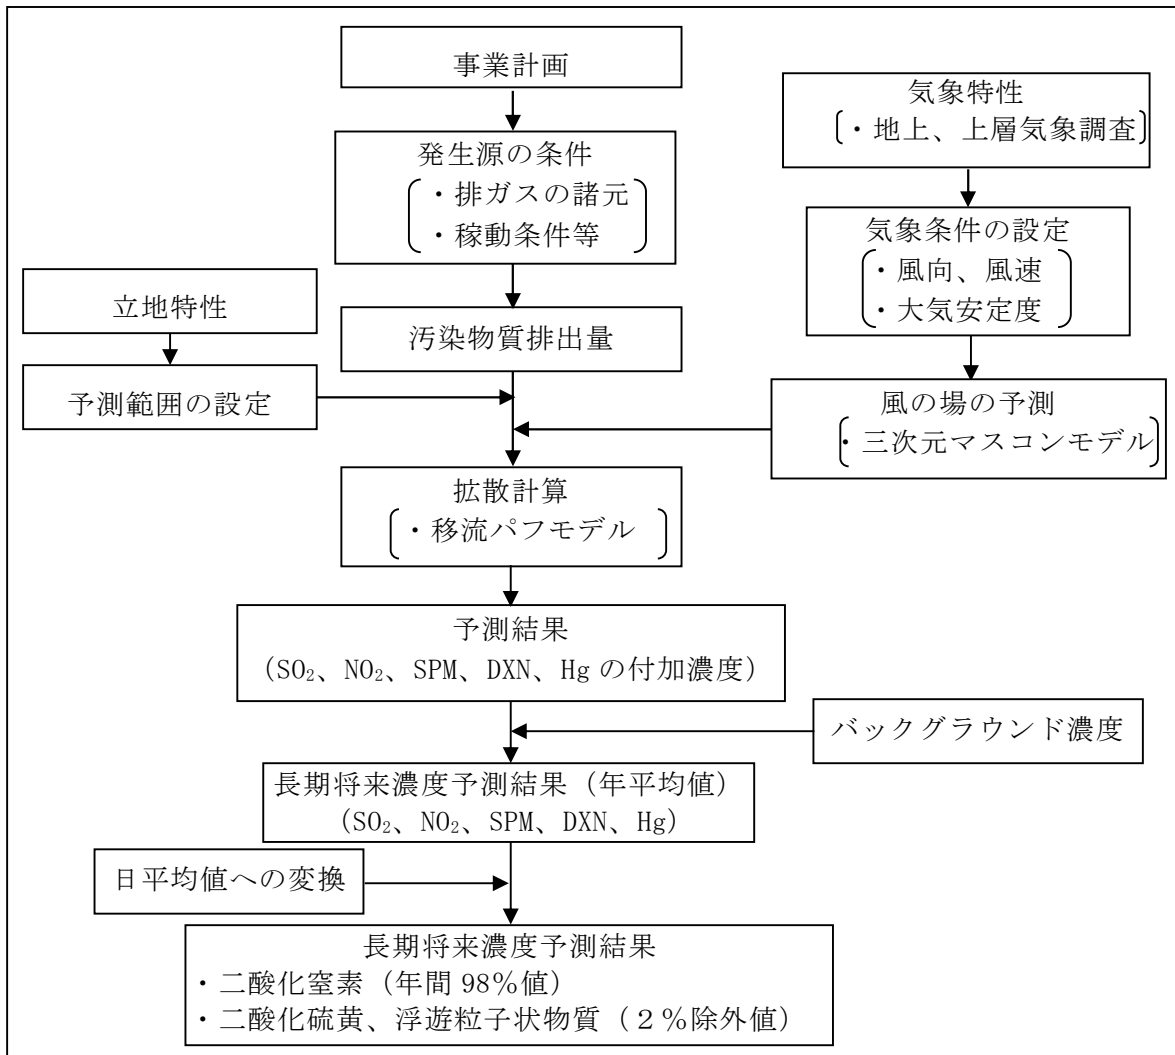 事業計画
気象特性
・地上、上層気象調査
発生源の条件
・排ガスの諸元
・稼動条件等
気象条件の設定
・風向、風速
・大気安定度
立地特性
汚染物質排出量
予測範囲の設定
風の場の予測
・三次元マスコンモデル
拡散計算
・移流パフモデル
予測結果
（SO₂、NO₂、SPM、DXN、Hg の付加濃度）
バックグラウンド濃度
長期将来濃度予測結果（年平均値）
（SO₂、NO₂、SPM、DXN、Hg）
日平均値への変換
長期将来濃度予測結果
・二酸化窒素（年間 98％値）
・二酸化硫黄、浮遊粒子状物質（２％除外値）